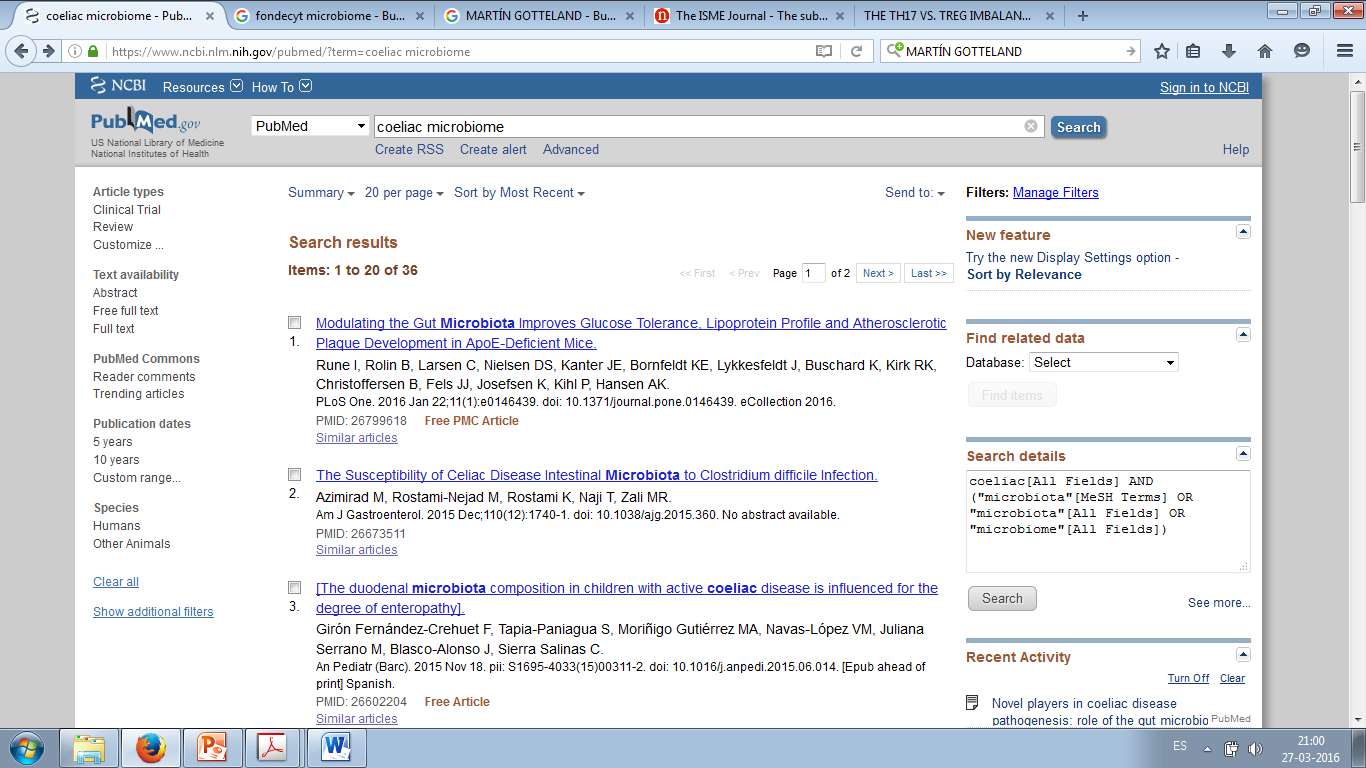 coeliac microbiome - Pub...
fondecyt microbiome - Bu...
MARTÍN GOTTELAND - Bu...
The ISME Journal - The sub...
THE TH17 VS. TREG IMBALAN...
https://www.ncbi.nlm.nih.gov/pubmed/?term=coeliac microbiome
MARTÍN GOTTELAND
NCBI Resources How To
Sign in to NCBI
PubMed.gov
US National Library of Medicine
National Institutes of Health
PubMed
coeliac microbiome
Search
Create RSS Create alert Advanced
Help
Article types
Clinical Trial
Review
Customize ...
Text availability
Abstract
Free full text
Full text
PubMed Commons
Reader comments
Trending articles
Publication dates
5 years
10 years
Custom range...
Species
Humans
Other Animals
Clear all
Show additional filters
Summary 20 per page Sort by Most Recent
Send to:
Search results
Items: 1 to 20 of 36
<< First < Prev Page 1 of 2 Next > Last >>
Modulating the Gut Microbiota Improves Glucose Tolerance, Lipoprotein Profile and Atherosclerotic
1. Plaque Development in ApoE-Deficient Mice.
Rune I, Rolin B, Larsen C, Nielsen DS, Kanter JE, Bornfeldt KE, Lykkesfeldt J, Buschard K, Kirk RK,
Christoffersen B, Fels JJ, Josefsen K, Kihl P, Hansen AK.
PLoS One. 2016 Jan 22;11(1):e0146439. doi: 10.1371/journal.pone.0146439. eCollection 2016.
PMID: 26799618 Free PMC Article
Similar articles
The Susceptibility of Celiac Disease Intestinal Microbiota to Clostridium difficile Infection.
2. Azimirad M, Rostami-Nejad M, Rostami K, Naji T, Zali MR.
Am J Gastroenterol. 2015 Dec;110(12):1740-1. doi: 10.1038/ajg.2015.360. No abstract available.
PMID: 26673511
Similar articles
[The duodenal microbiota composition in children with active coeliac disease is influenced for the
3. degree of enteropathy].
Girón Fernández-Crehuet F, Tapia-Paniagua S, Moriñigo Gutiérrez MA, Navas-López VM, Juliana
Serrano M, Blasco-Alonso J, Sierra Salinas C.
An Pediatr (Barc). 2015 Nov 18. pii: S1695-4033(15)00311-2. doi: 10.1016/j.anpedi.2015.06.014. [Epub ahead of
print] Spanish.
PMID: 26602204 Free Article
Similar articles
Filters: Manage Filters
New feature
Try the new Display Settings option -
Sort by Relevance
Find related data
Database: Select
Find items
Search details
coeliac[All Fields] AND
("microbiota"[MeSH Terms] OR
"microbiota"[All Fields] OR
"microbiome"[All Fields])
Search
See more...
Recent Activity
Turn Off Clear
Novel players in coeliac disease
pathogenesis: role of the gut microbio PubMed
ES
21:00
27-03-2016